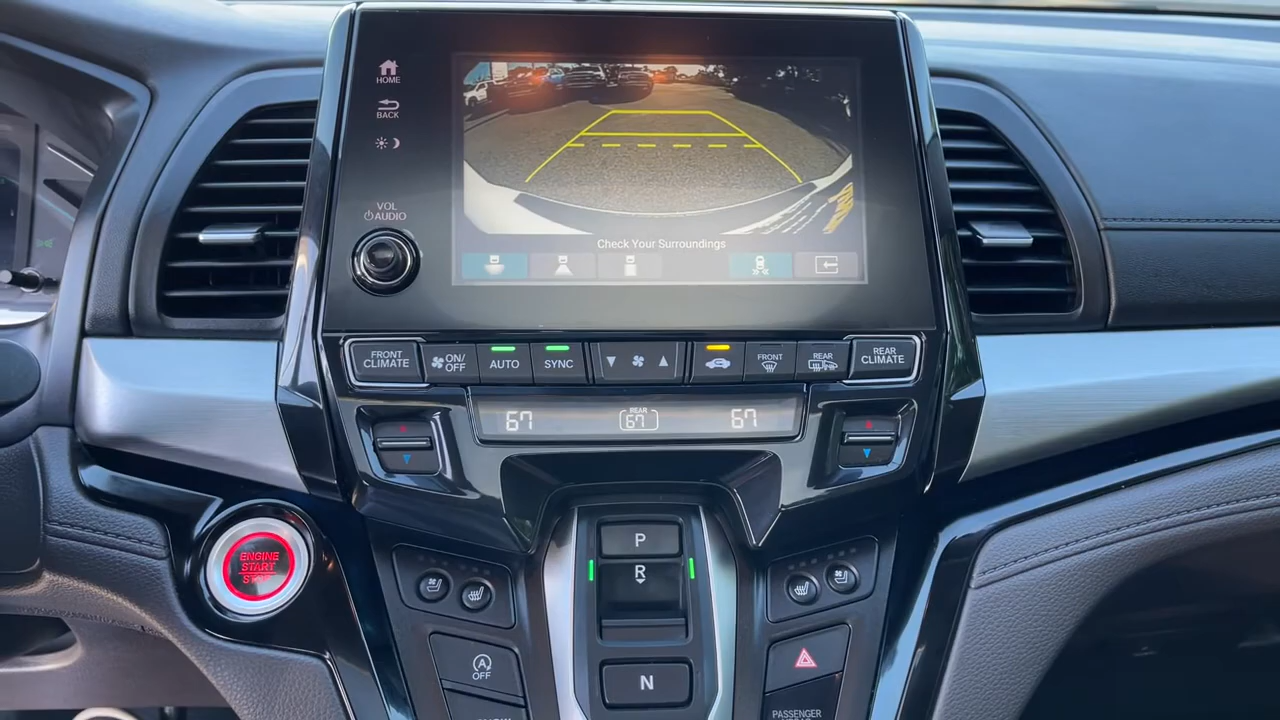 HOME
BACK
VOL
AUDIO
Check Your Surroundings
FRONT
CLIMATE
ON/
OFF
AUTO
SYNC
FRONT
REAR
REAR
CLIMATE
67
REAR
67
67
ENGINE
START
STOP
P
R
N
A
OFF
PASSENGER